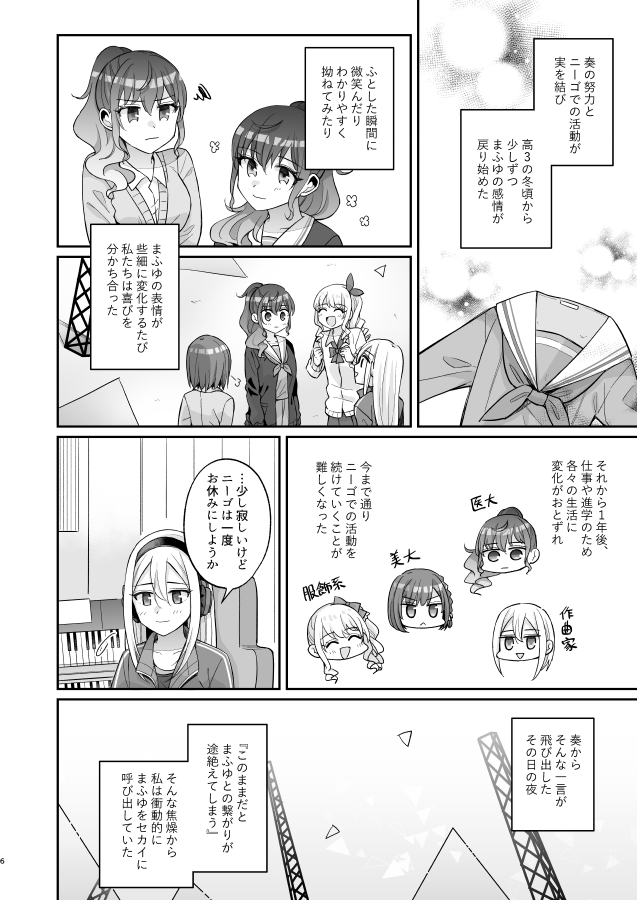 奏の努力と
ニーゴでの活動が
実を結び
高3の冬頃から
少しずつ
まふゆの感情が
戻り始めた
ふとした瞬間に
微笑んだり
わかりやすく
拗ねてみたり
まふゆの表情が
些細に変化するたび
私たちは喜びを
分かち合った
それから1年後、
仕事や進学のため
各々の生活に
変化がおとずれ
今まで通り
ニーゴでの活動を
続けていくことが
難しくなった
医大
美大
服飾系
作曲家
…少し寂しいけど
ニーゴは一度
お休みにしようか
奏から
そんな一言が
飛び出した
その日の夜
『このままだと
まふゆとの繋がりが
途絶えてしまう』
そんな焦燥から
私は衝動的に
まふゆをセカイに
呼び出していた
6